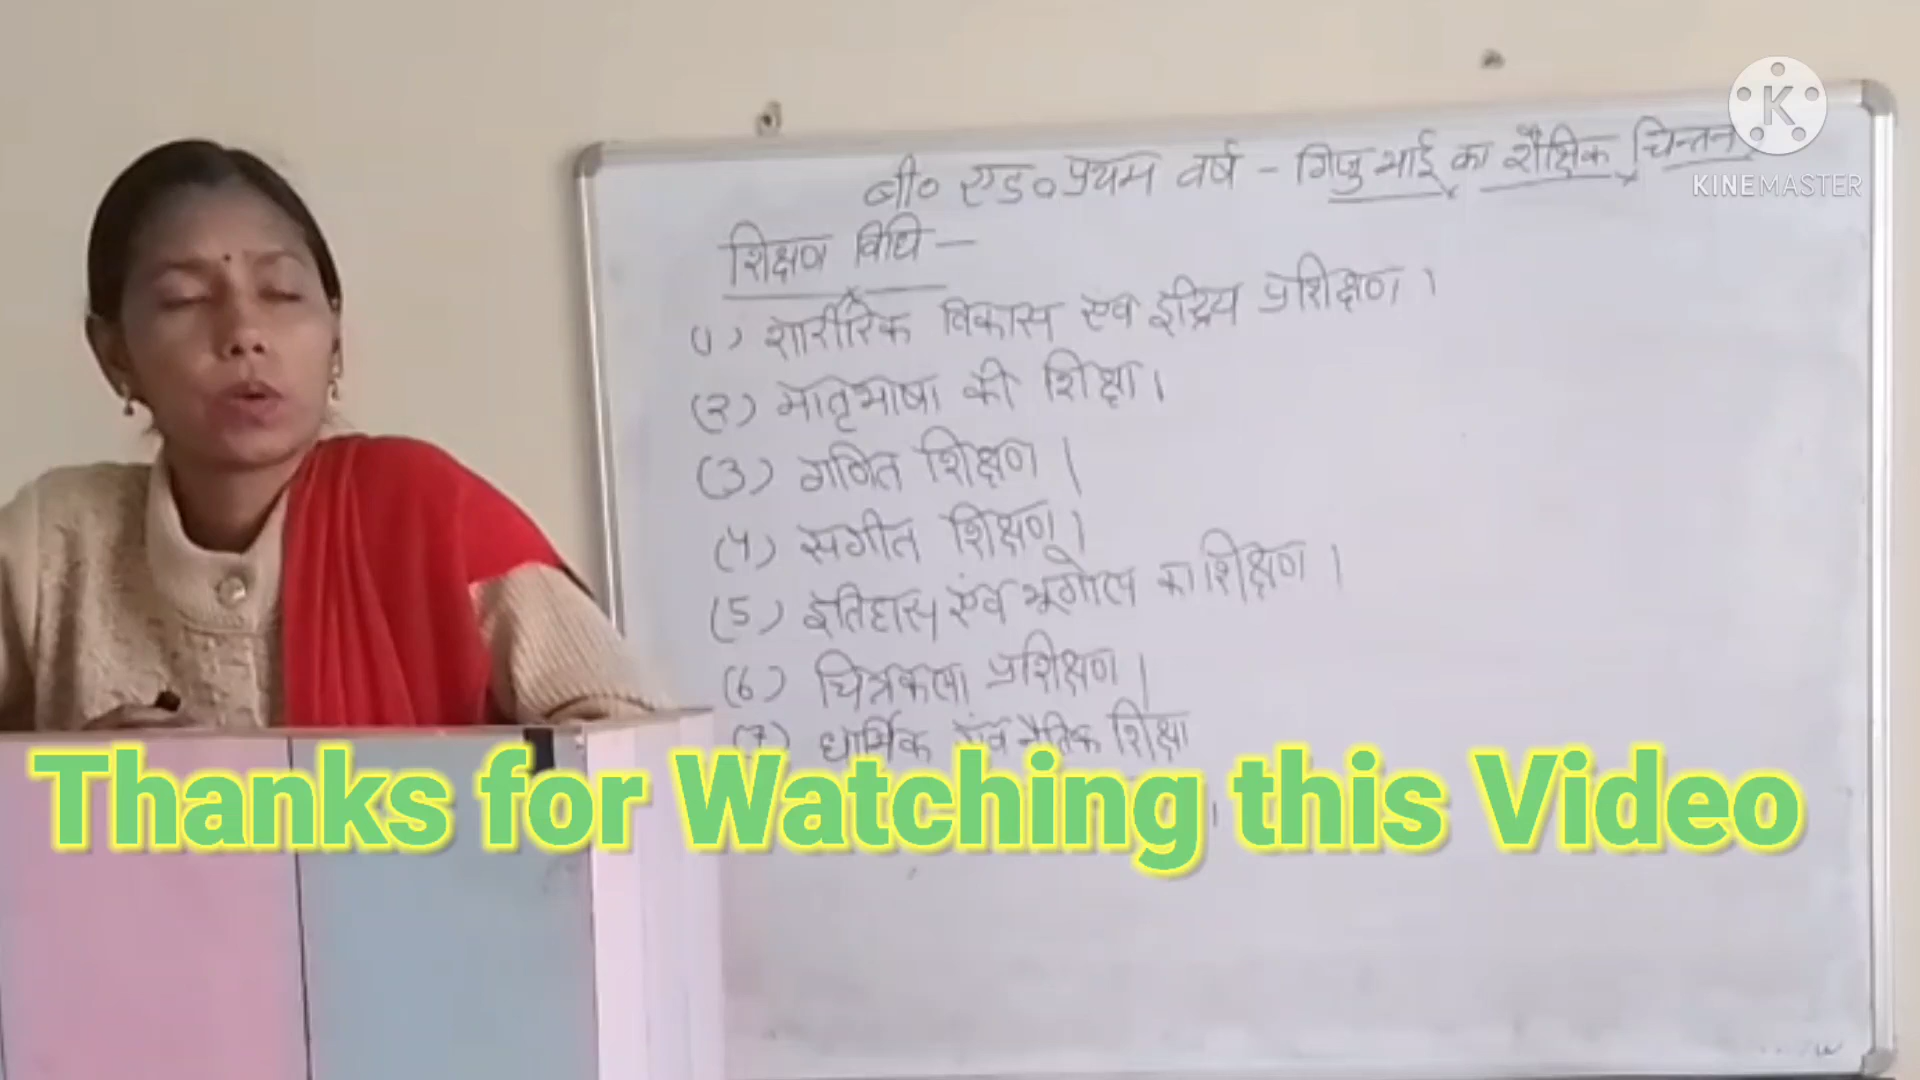 K
KINEMASTER
बी० एड० प्रथम वर्ष - गिजु भाई का शैक्षिक चिन्तन
शिक्षण विधि -
(1) शारीरिक विकास एवं इंद्रिय प्रशिक्षण ।
(2) मातृभाषा की शिक्षा ।
(3) गणित शिक्षण ।
(4) संगीत शिक्षण ।
(5) इतिहास एवं भूगोल का शिक्षण ।
(6) चित्रकला प्रशिक्षण ।
(7) धार्मिक एवं नैतिक शिक्षा
Thanks for Watching this Video